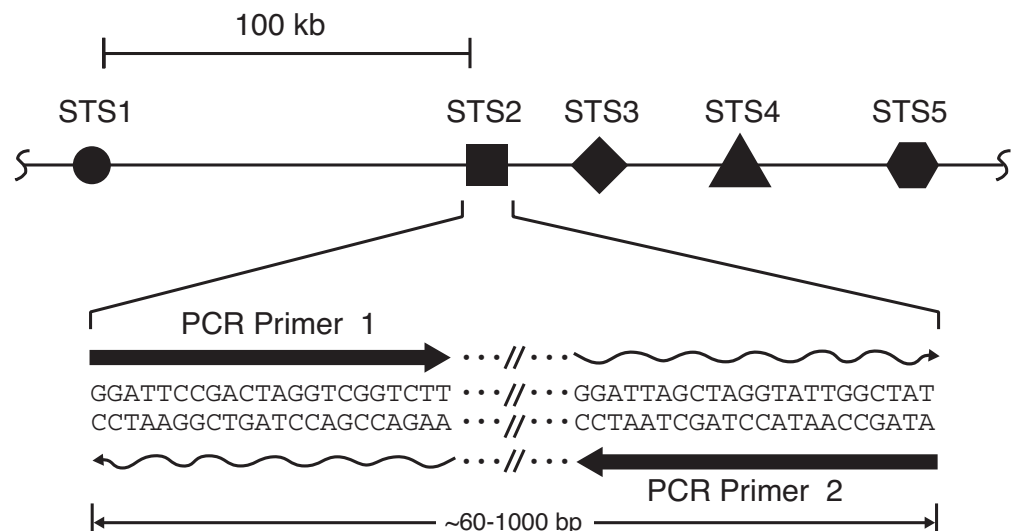 100 kb
STS1 STS2 STS3 STS4 STS5
PCR Primer 1
GGATTCCGACTAGGTCGGTCTT ···//··· GGATTAGCTAGGTATTGGCTAT
CCTAAGGCTGATCCAGCCAGAA ···//··· CCTAATCGATCCATAACCGATA
PCR Primer 2
~60-1000 bp